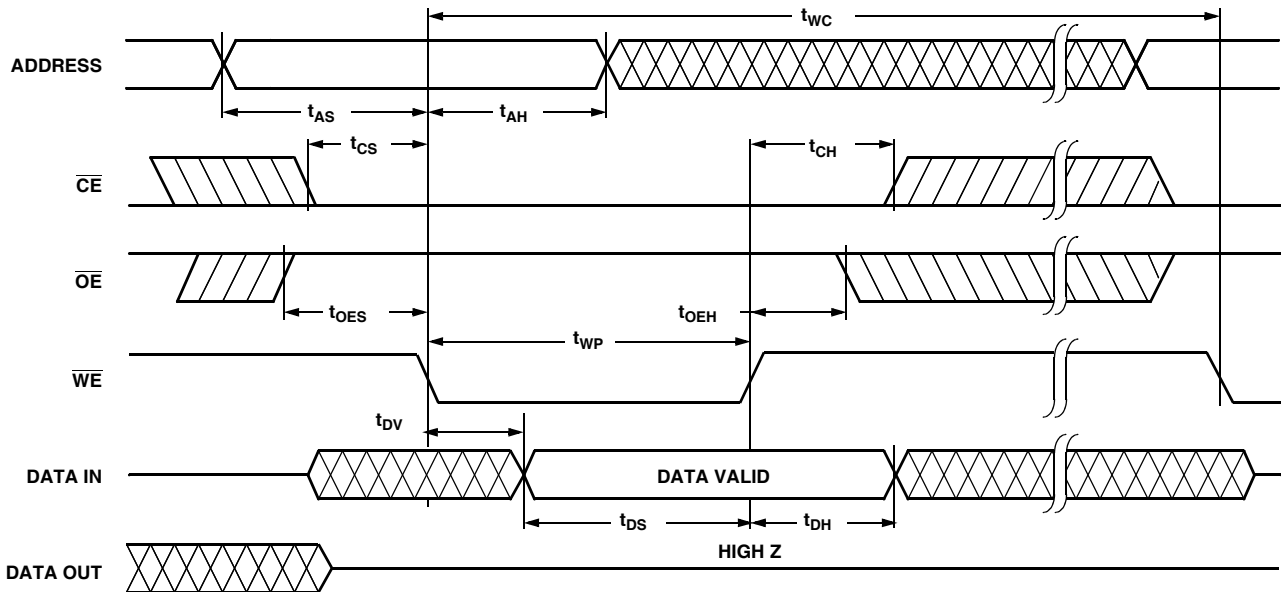 tWC
ADDRESS
tAS
tAH
tCS
tCH
CE
OE
tOES
tOEH
tWP
WE
tDV
DATA IN
DATA VALID
tDS
tDH
HIGH Z
DATA OUT